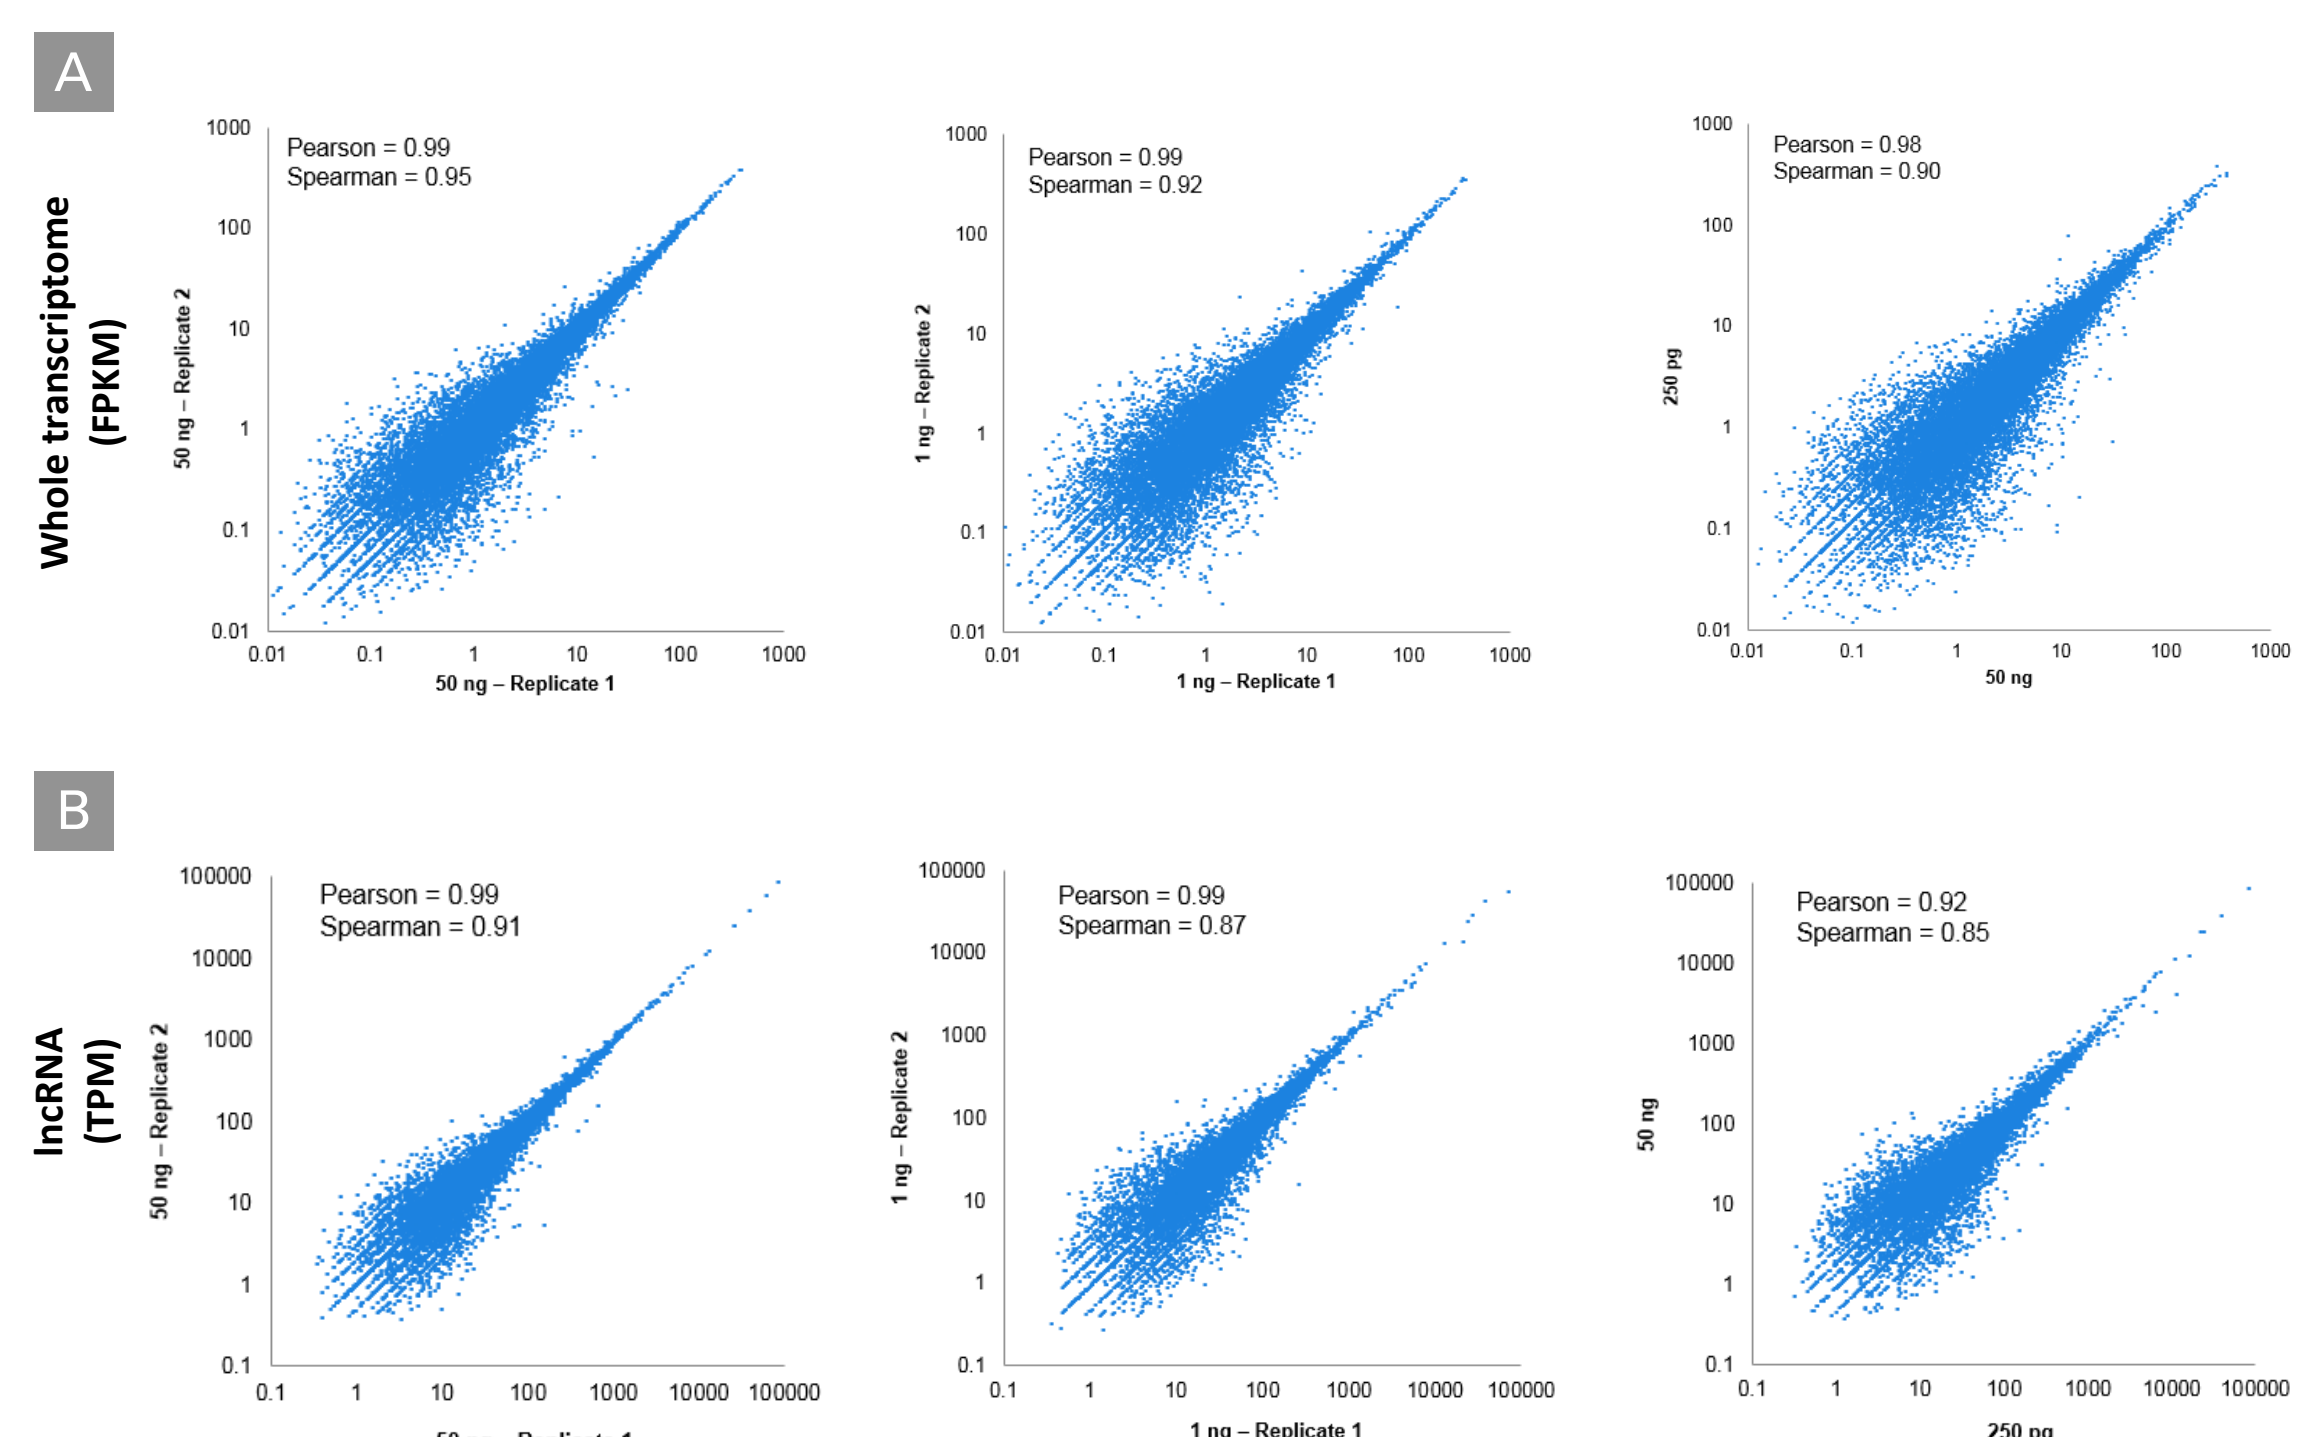 A
Whole transcriptome
(FPKM)
Pearson = 0.99
Spearman = 0.95
1000
100
10
1
0.1
0.01
50 ng – Replicate 2
0.01 0.1 1 10 100 1000
50 ng – Replicate 1
Pearson = 0.99
Spearman = 0.92
1000
100
10
1
0.1
0.01
1 ng – Replicate 2
0.01 0.1 1 10 100 1000
1 ng – Replicate 1
Pearson = 0.98
Spearman = 0.90
1000
100
10
1
0.1
0.01
250 pg
0.01 0.1 1 10 100 1000
50 ng
B
lncRNA
(TPM)
Pearson = 0.99
Spearman = 0.91
100000
10000
1000
100
10
1
0.1
50 ng – Replicate 2
0.1 1 10 100 1000 10000 100000
50 ng – Replicate 1
Pearson = 0.99
Spearman = 0.87
100000
10000
1000
100
10
1
0.1
1 ng – Replicate 2
0.1 1 10 100 1000 10000 100000
1 ng – Replicate 1
Pearson = 0.92
Spearman = 0.85
100000
10000
1000
100
10
1
0.1
50 ng
0.1 1 10 100 1000 10000 100000
250 pg